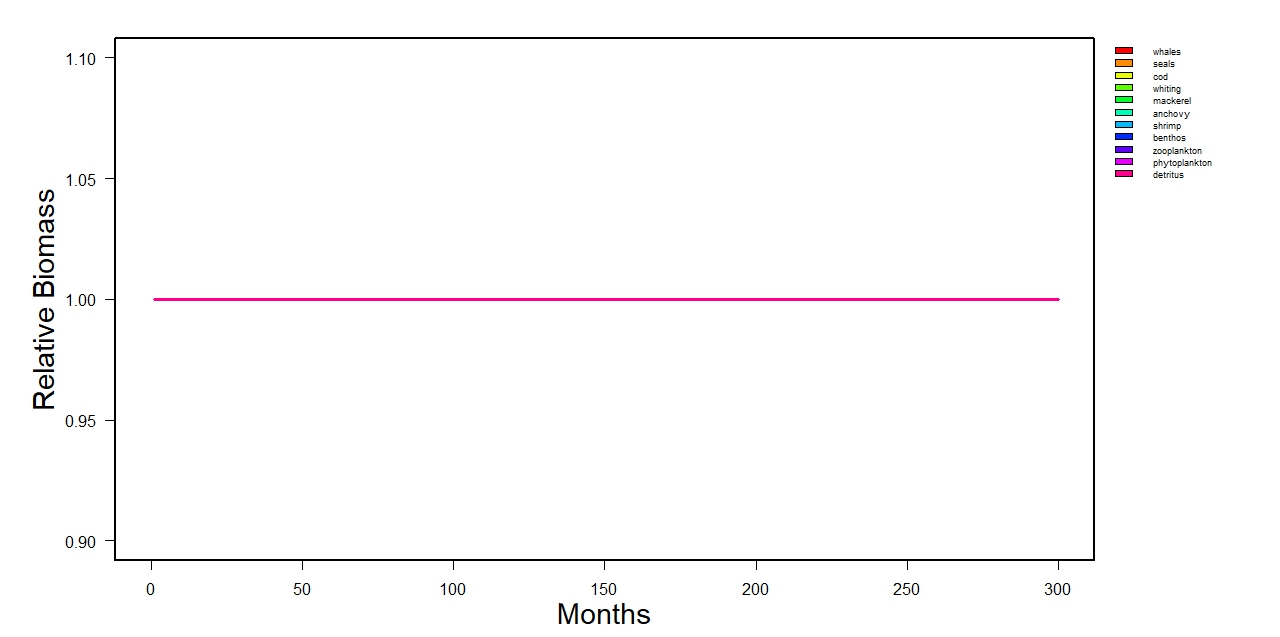 Relative Biomass
1.10
1.05
1.00
0.95
0.90
0 50 100 150 200 250 300
Months
whales
seals
cod
whiting
mackerel
anchovy
shrimp
benthos
zooplankton
phytoplankton
detritus